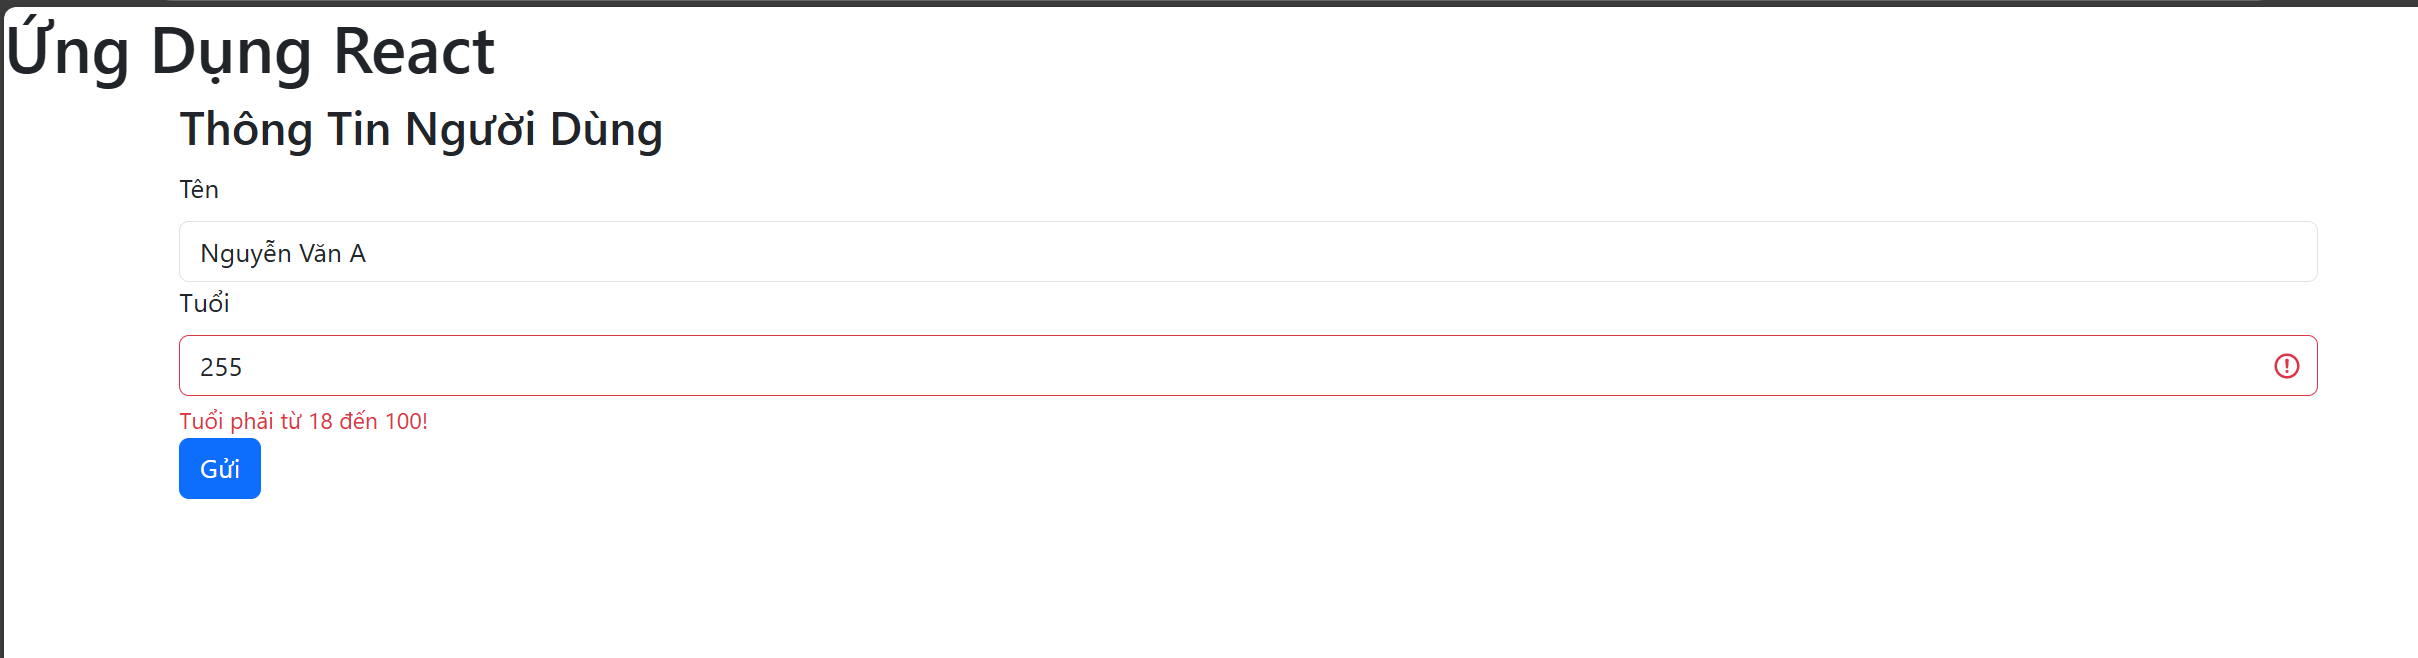 Ứng Dụng React
Thông Tin Người Dùng
Tên
Nguyễn Văn A
Tuổi
255
Tuổi phải từ 18 đến 100!
Gửi